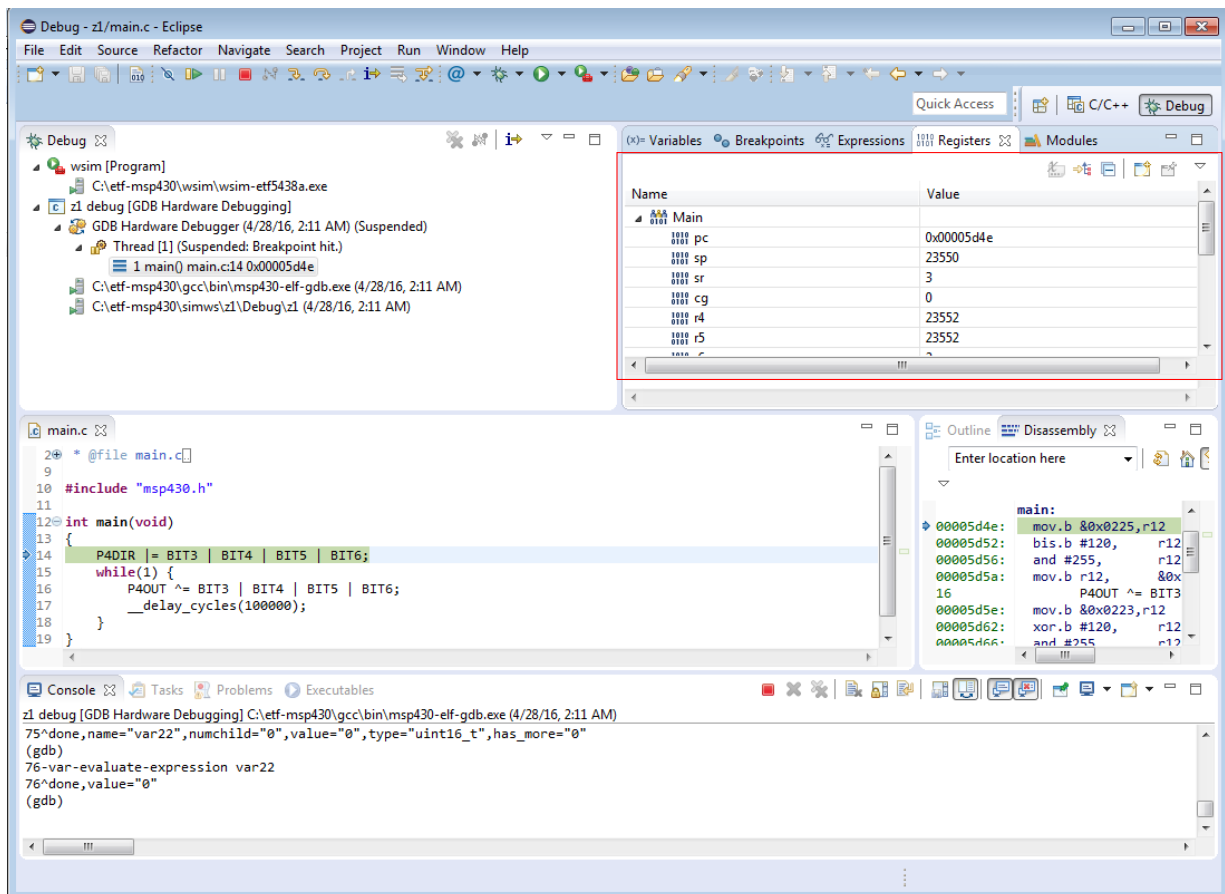 Debug - z1/main.c - Eclipse
File Edit Source Refactor Navigate Search Project Run Window Help
Quick Access
C/C++
Debug
Debug
wsim [Program]
C:\etf-msp430\wsim\wsim-etf5438a.exe
z1 debug [GDB Hardware Debugging]
GDB Hardware Debugger (4/28/16, 2:11 AM) (Suspended)
Thread [1] (Suspended: Breakpoint hit.)
1 main() main.c:14 0x00005d4e
C:\etf-msp430\gcc\bin\msp430-elf-gdb.exe (4/28/16, 2:11 AM)
C:\etf-msp430\simws\z1\Debug\z1 (4/28/16, 2:11 AM)
(x)= Variables Breakpoints Expressions Registers Modules
Name Value
Main
pc 0x00005d4e
sp 23550
sr 3
cg 0
r4 23552
r5 23552
main.c
2 * @file main.c
9
10 #include "msp430.h"
11
12 int main(void)
13 {
14 P4DIR |= BIT3 | BIT4 | BIT5 | BIT6;
15 while(1) {
16 P4OUT ^= BIT3 | BIT4 | BIT5 | BIT6;
17 __delay_cycles(100000);
18 }
19 }
Outline Disassembly
Enter location here
main:
00005d4e: mov.b &0x0225,r12
00005d52: bis.b #120, r12
00005d56: and #255, r12
00005d5a: mov.b r12, &0x
16 P4OUT ^= BIT3
00005d5e: mov.b &0x0223,r12
00005d62: xor.b #120, r12
00005d66: and #255 r12
Console Tasks Problems Executables
z1 debug [GDB Hardware Debugging] C:\etf-msp430\gcc\bin\msp430-elf-gdb.exe (4/28/16, 2:11 AM)
75^done,name="var22",numchild="0",value="0",type="uint16_t",has_more="0"
(gdb)
76-var-evaluate-expression var22
76^done,value="0"
(gdb)